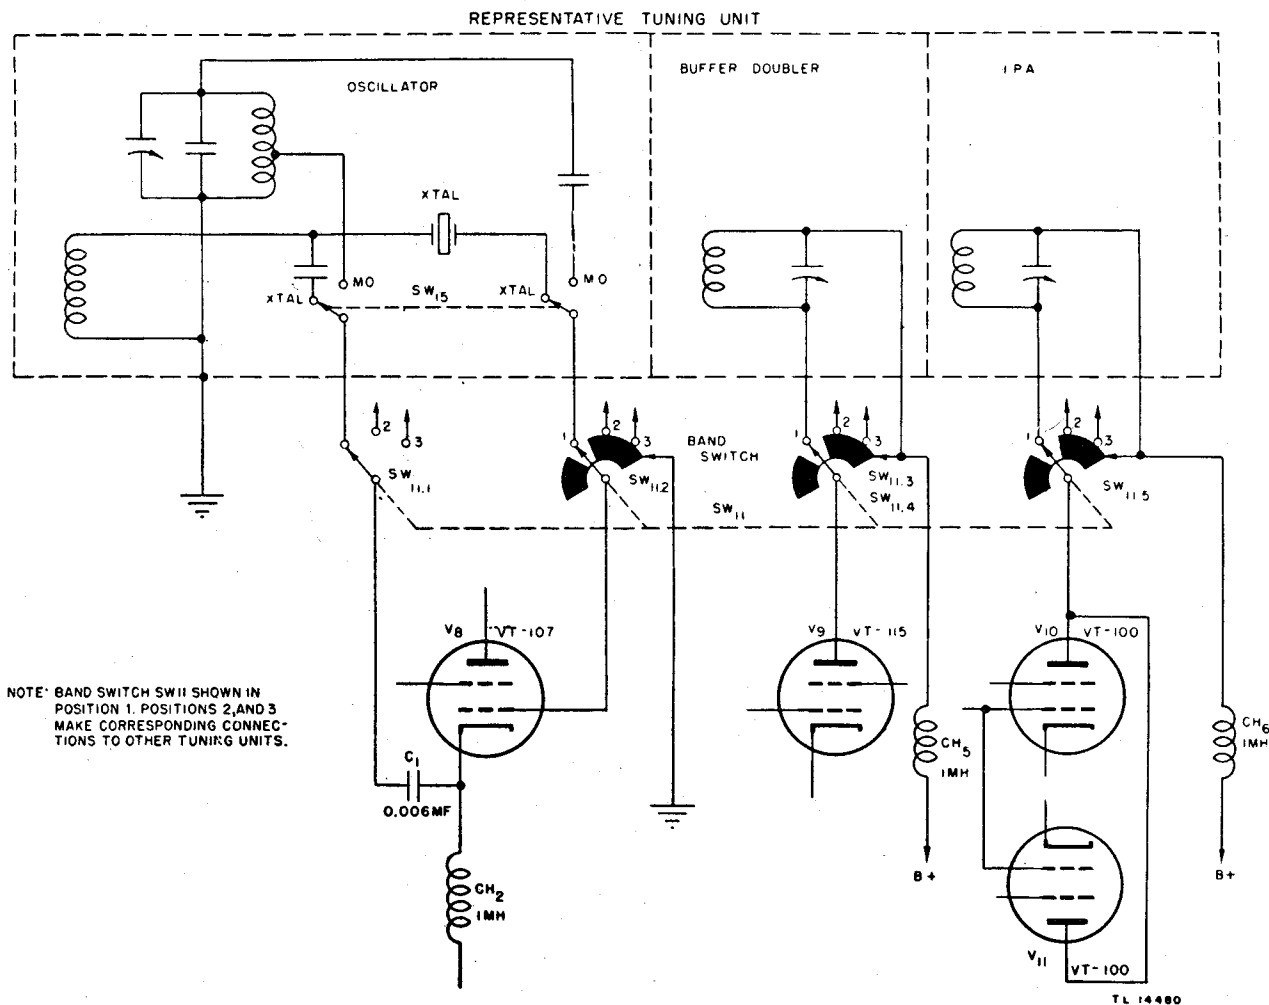 REPRESENTATIVE TUNING UNIT
OSCILLATOR
BUFFER DOUBLER
IPA
XTAL
MO
XTAL
SW15
XTAL
MO
2
3
SW11.1
1
2
3
SW11.2
BAND
SWITCH
1
2
3
SW11.3
SW11.4
1
2
3
SW11.5
SW11
V8
VT-107
V9
VT-115
V10
VT-100
NOTE: BAND SWITCH SW11 SHOWN IN
POSITION 1. POSITIONS 2, AND 3
MAKE CORRESPONDING CONNEC-
TIONS TO OTHER TUNING UNITS.
C1
0.006MF
CH5
1MH
CH6
1MH
CH2
1MH
B+
B+
V11
VT-100
TL 14480